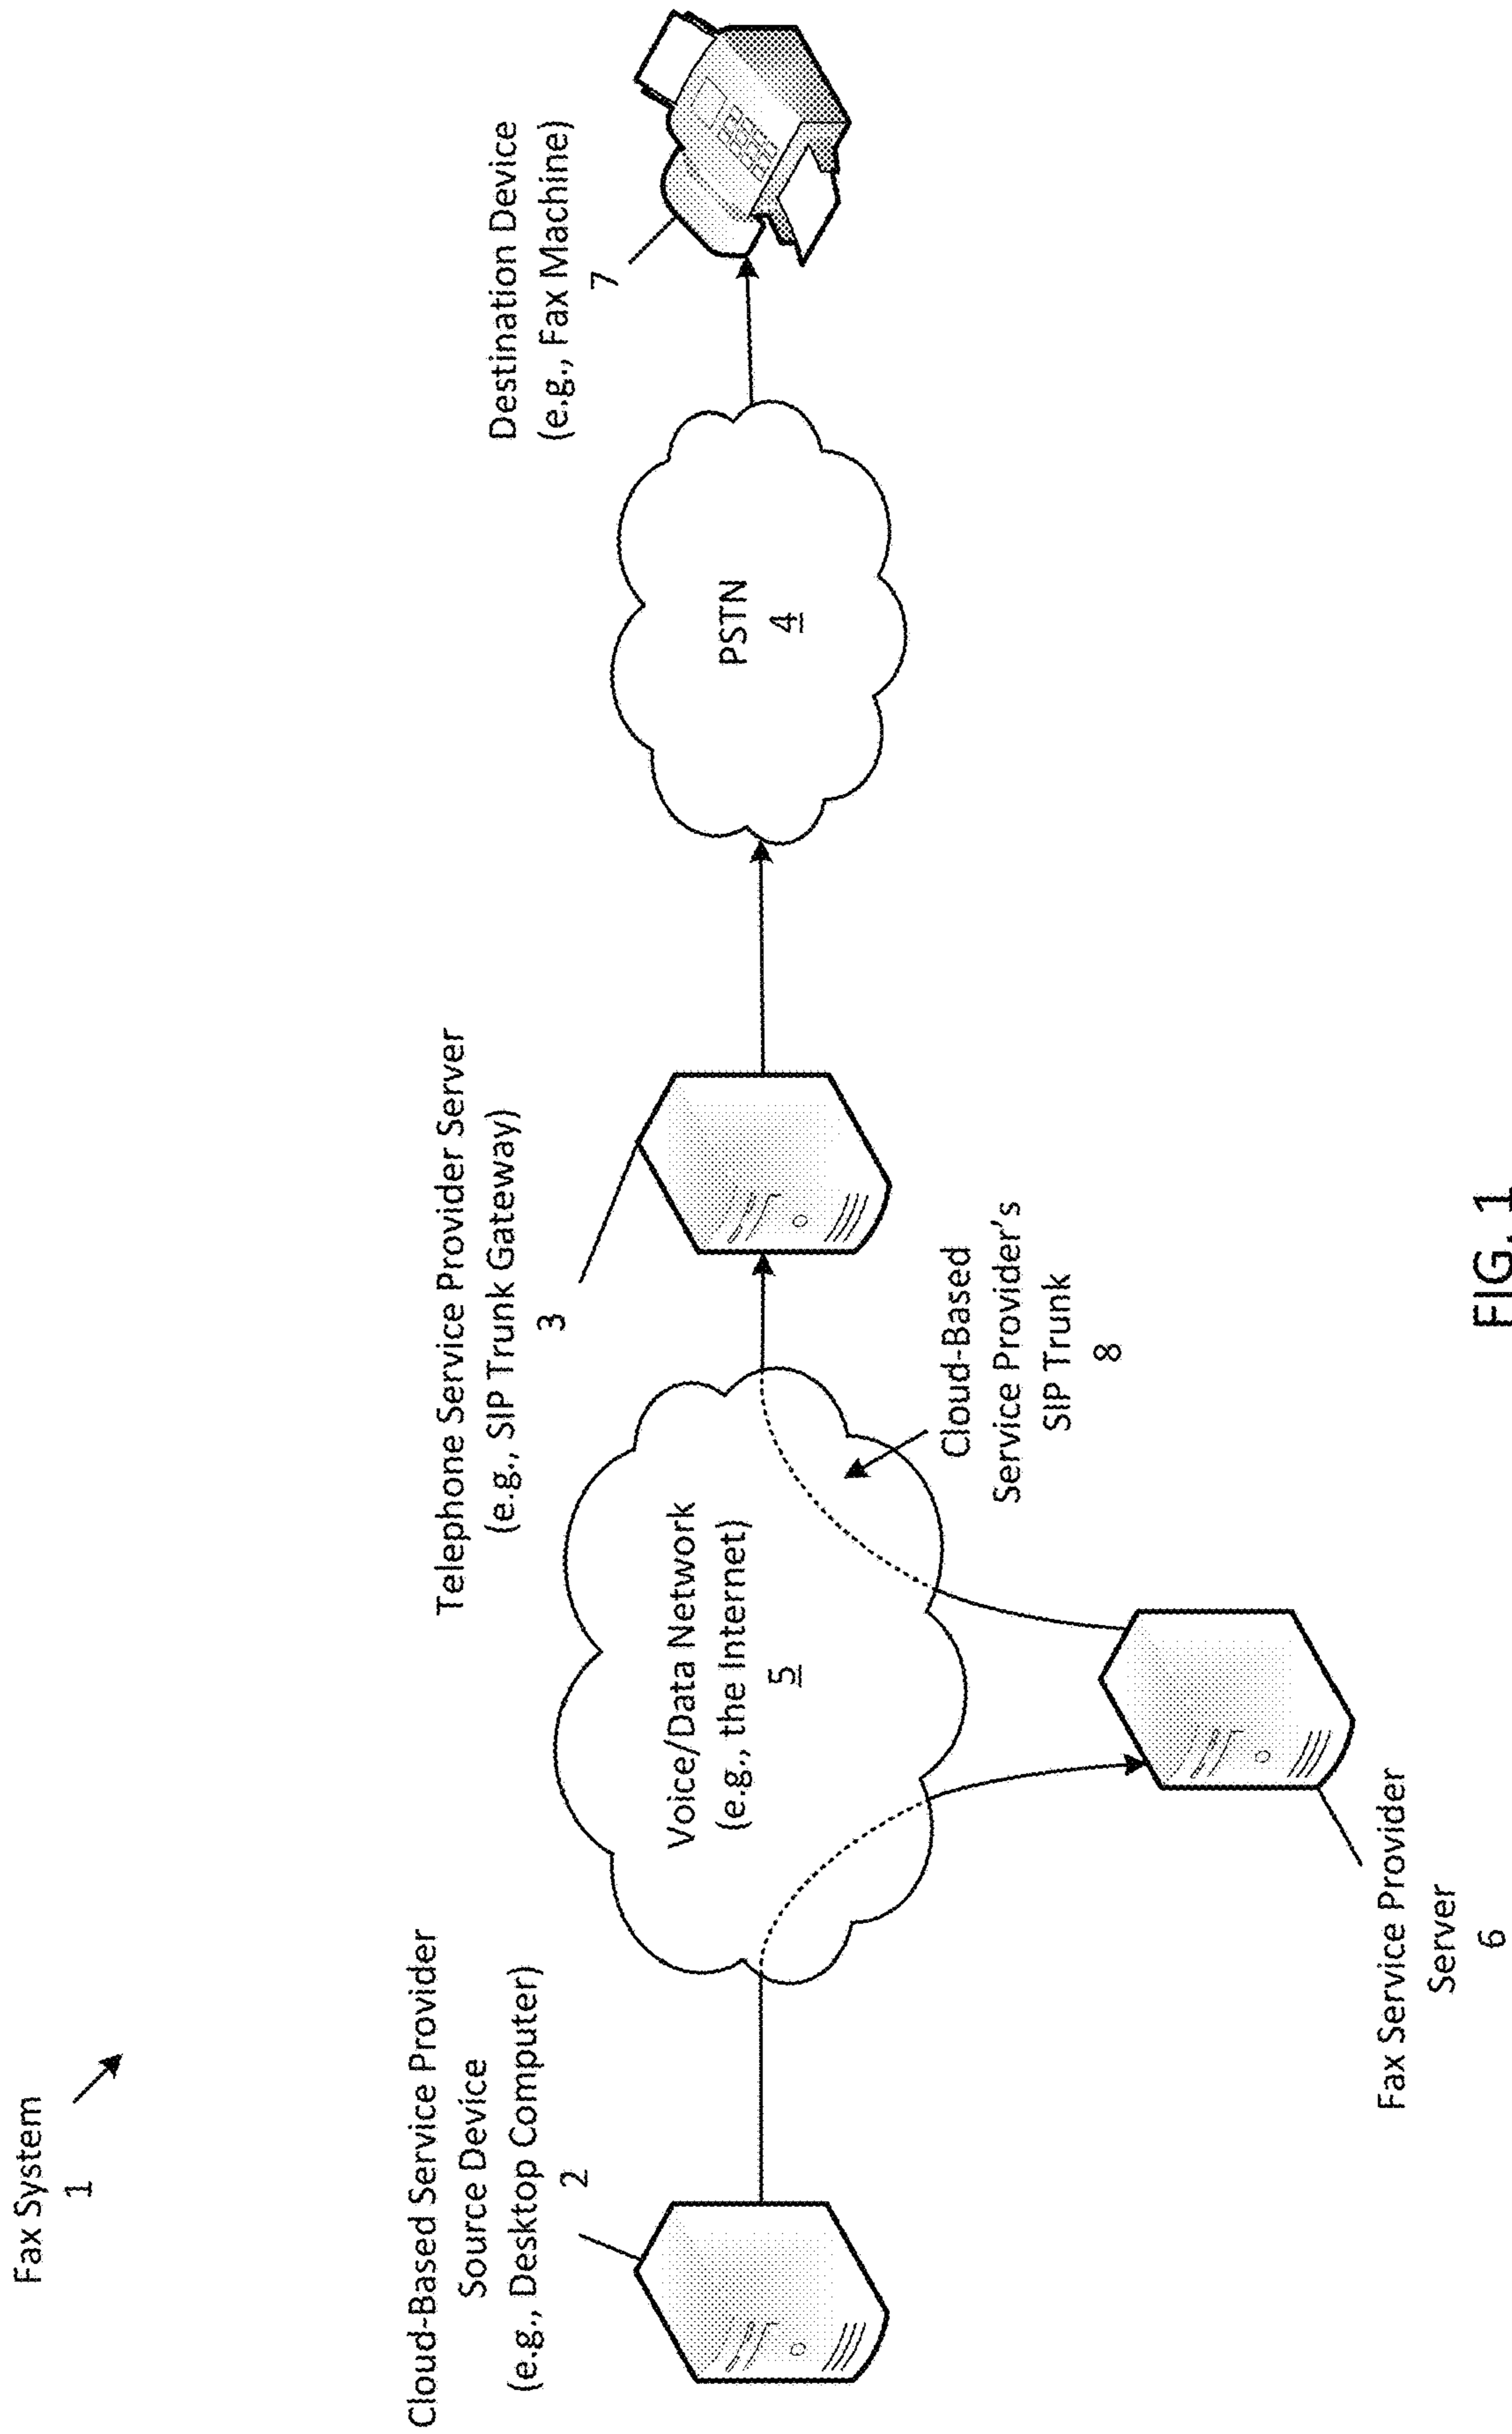 Fax System
1
Cloud-Based Service Provider
Source Device
(e.g., Desktop Computer)
2
Telephone Service Provider Server
(e.g., SIP Trunk Gateway)
3
Destination Device
(e.g., Fax Machine)
7
Voice/Data Network
(e.g., the Internet)
5
PSTN
4
Cloud-Based
Service Provider's
SIP Trunk
8
Fax Service Provider
Server
6
FIG. 1